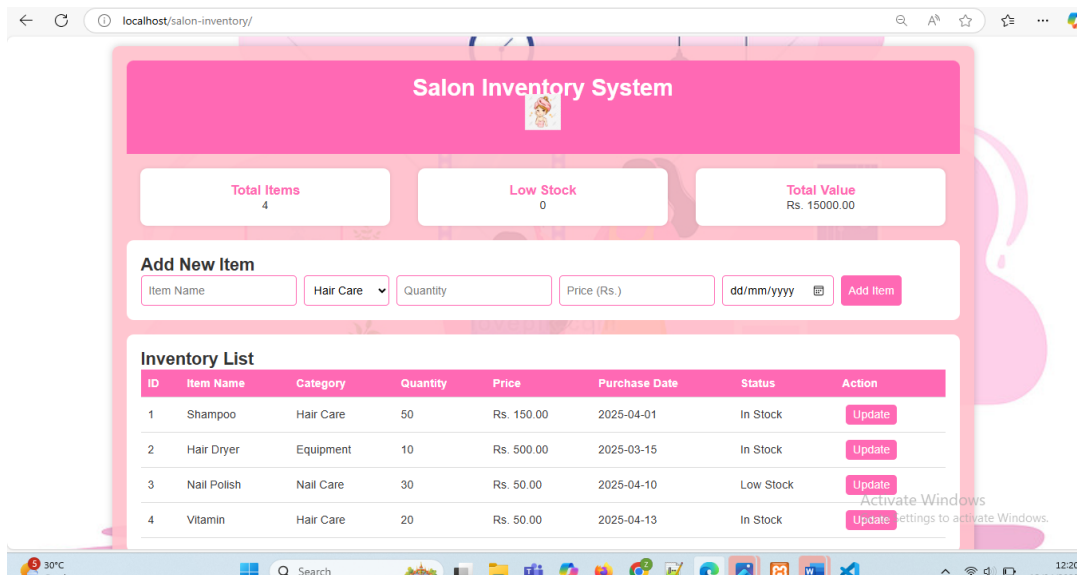 localhost/salon-inventory/
Salon Inventory System
Total Items
4
Low Stock
0
Total Value
Rs. 15000.00
Add New Item
Item Name Hair Care Quantity Price (Rs.) dd/mm/yyyy Add Item
Inventory List
ID Item Name Category Quantity Price Purchase Date Status Action
1 Shampoo Hair Care 50 Rs. 150.00 2025-04-01 In Stock Update
2 Hair Dryer Equipment 10 Rs. 500.00 2025-03-15 In Stock Update
3 Nail Polish Nail Care 30 Rs. 50.00 2025-04-10 Low Stock Update
4 Vitamin Hair Care 20 Rs. 50.00 2025-04-13 In Stock Update
Activate Windows
ettings to activate Windows.
5 30°C
Search
12:20